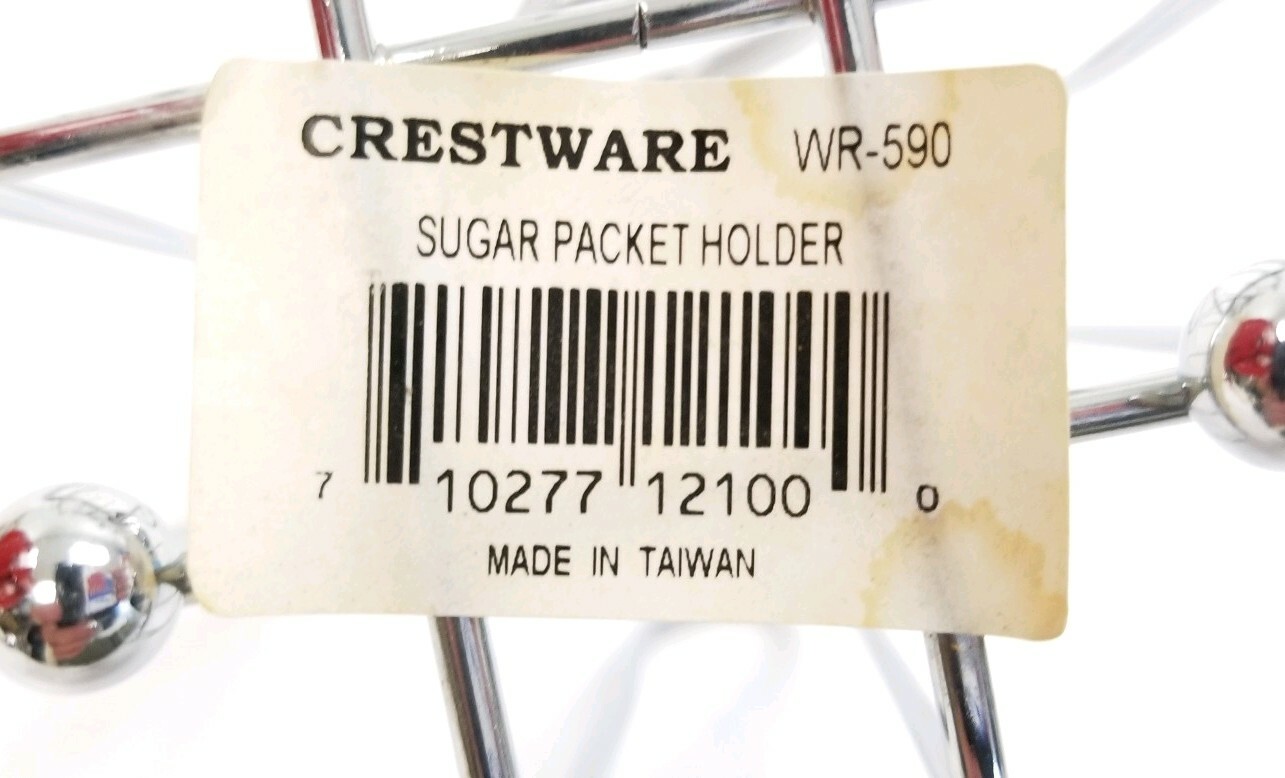 CRESTWARE WR-590
SUGAR PACKET HOLDER
7 10277 12100 0
MADE IN TAIWAN